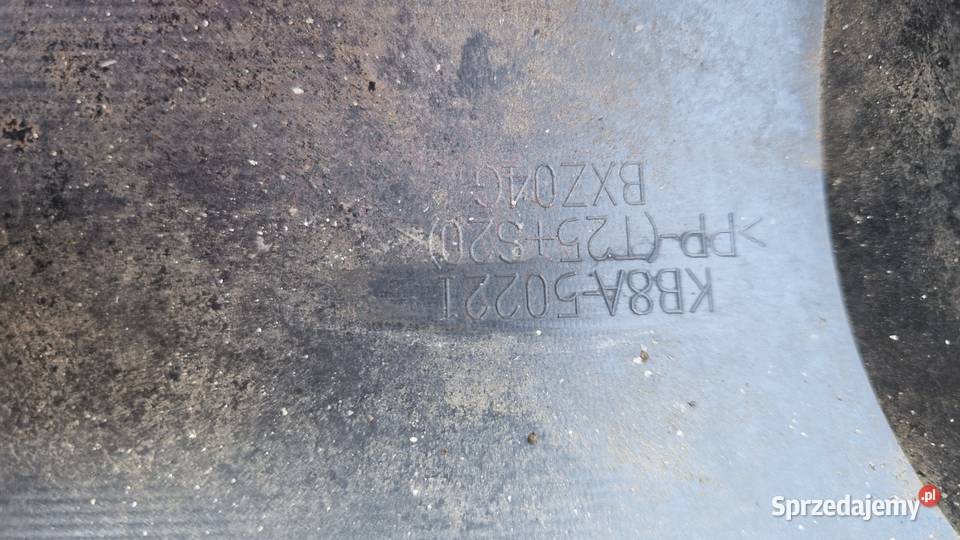 KB8A-50221
>PP-(T25+S20)<
BXZ04G
Sprzedajemy.pl